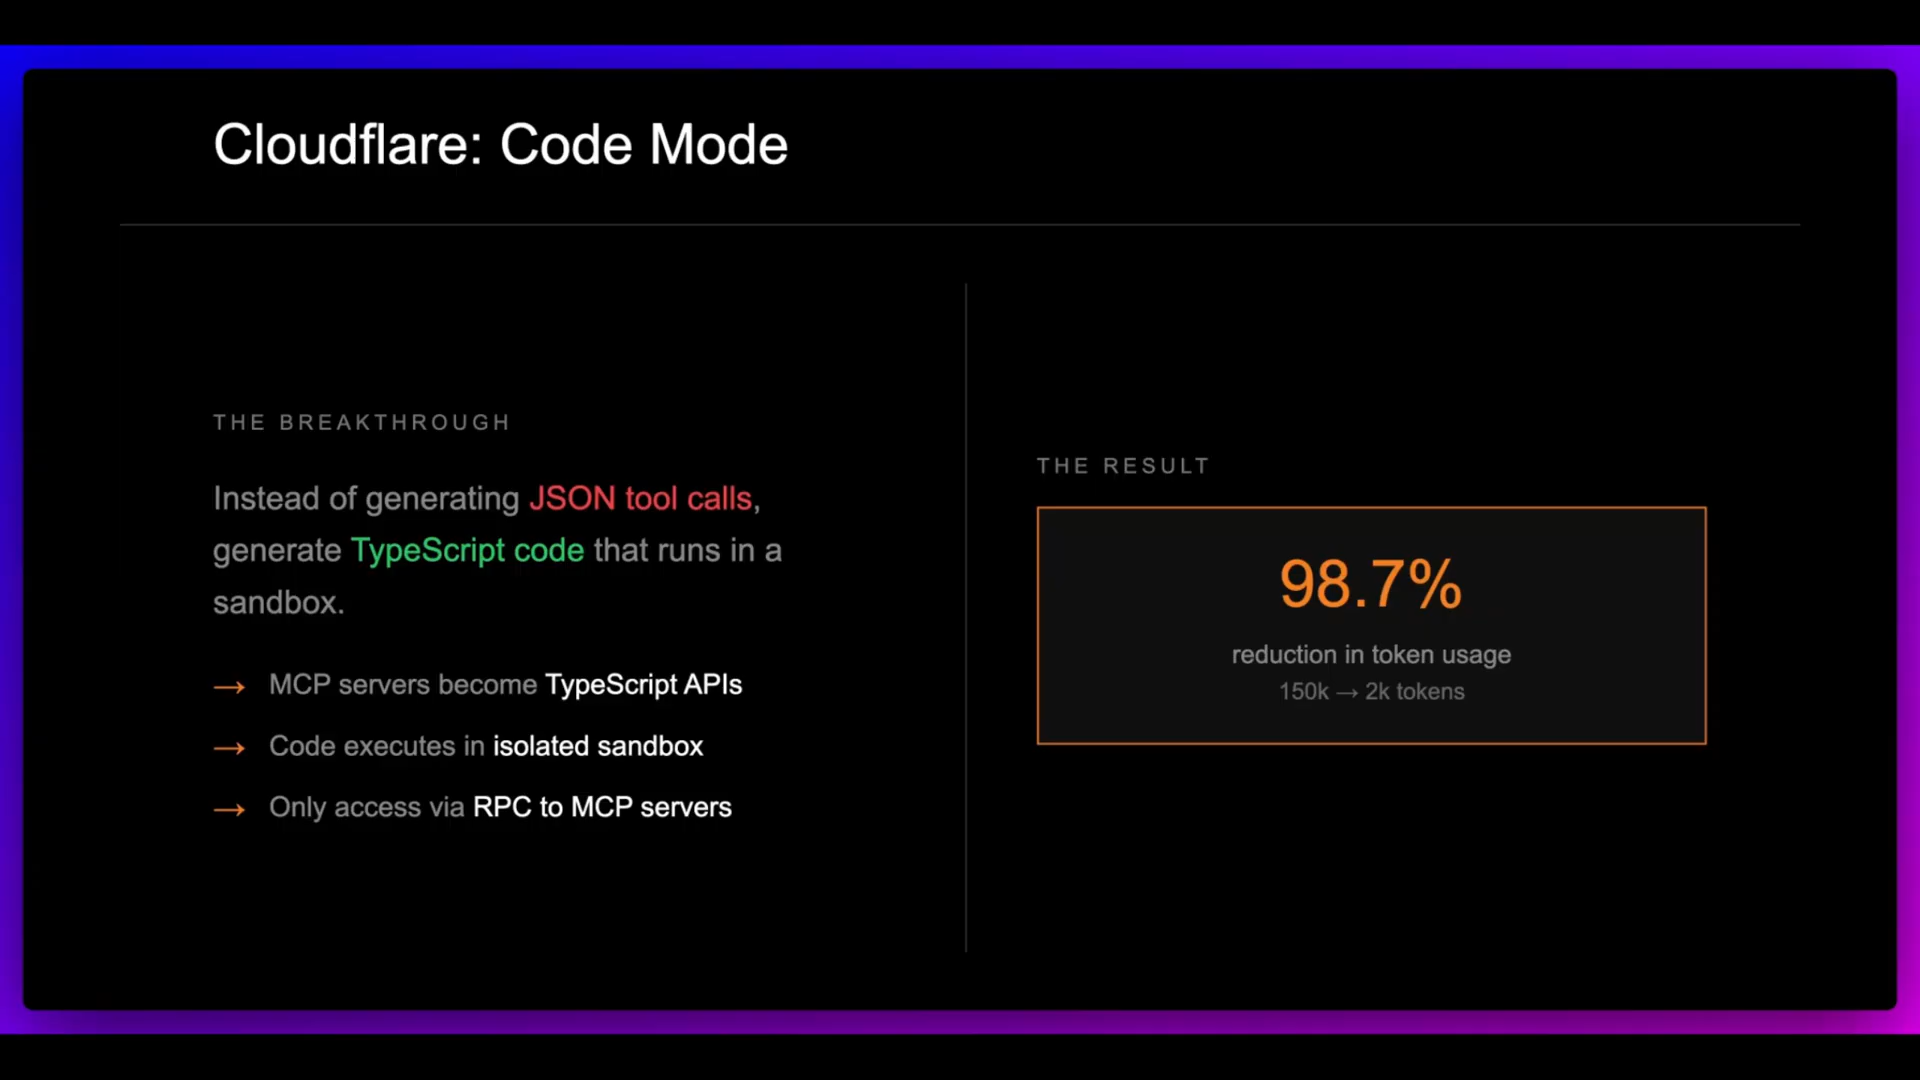 Cloudflare: Code Mode
THE BREAKTHROUGH
Instead of generating JSON tool calls,
generate TypeScript code that runs in a
sandbox.
→ MCP servers become TypeScript APIs
→ Code executes in isolated sandbox
→ Only access via RPC to MCP servers
THE RESULT
98.7%
reduction in token usage
150k → 2k tokens